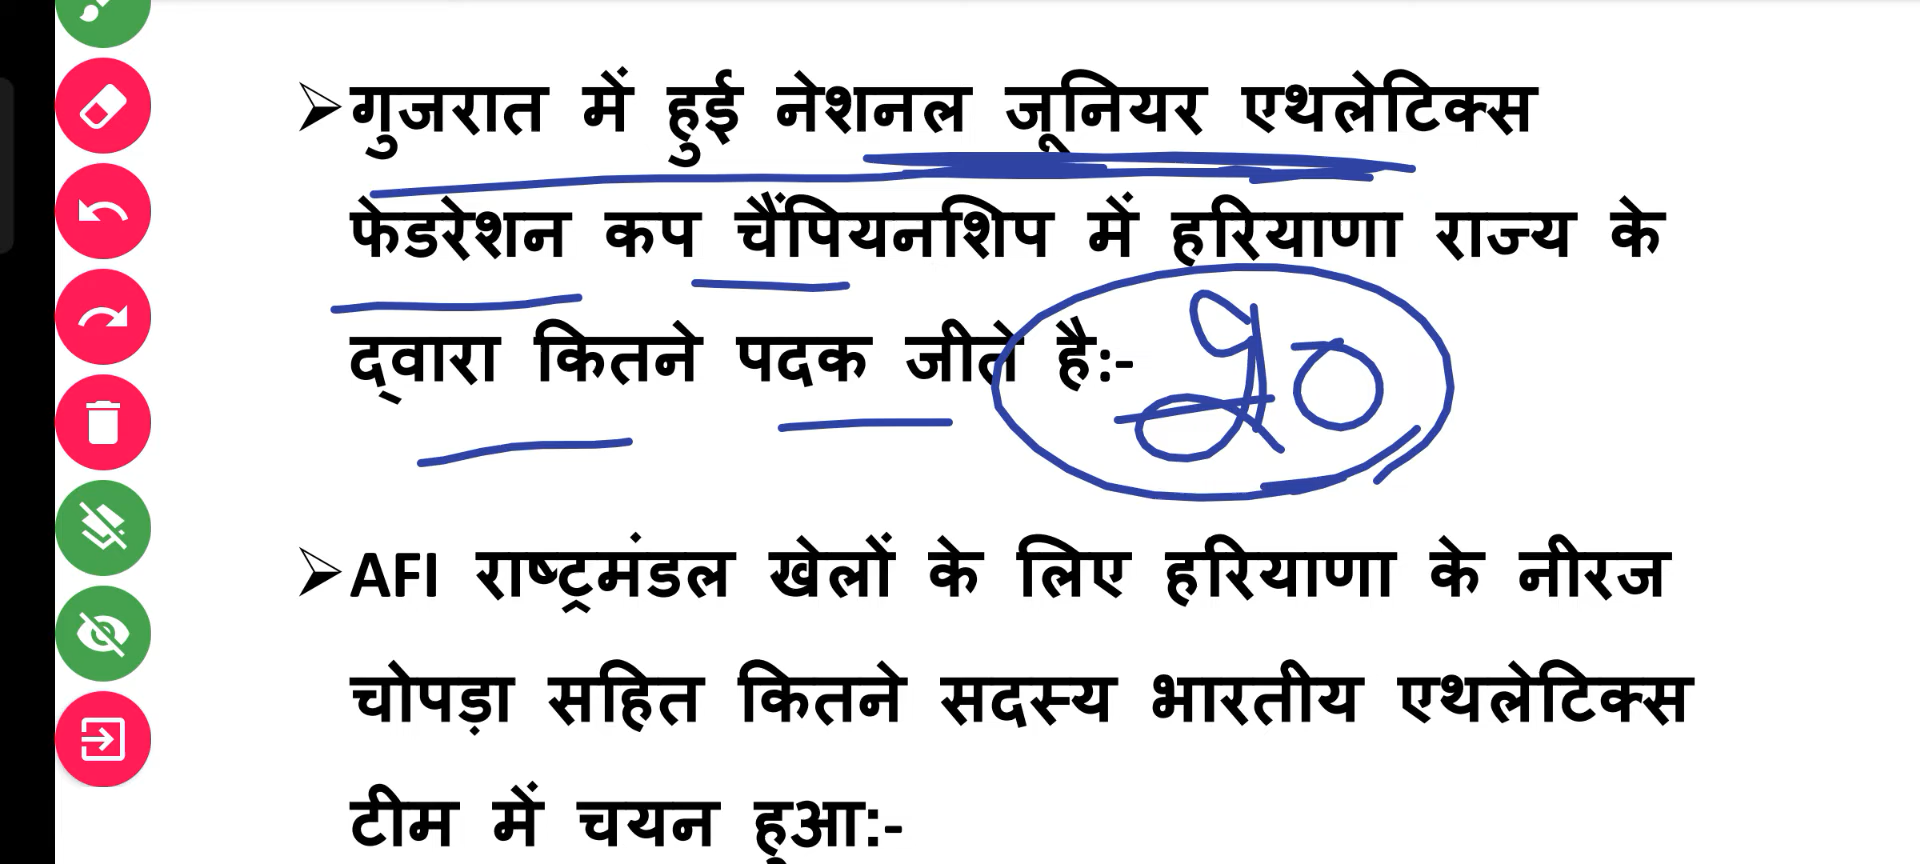 ➢गुजरात में हुई नेशनल जूनियर एथलेटिक्स
फेडरेशन कप चैंपियनशिप में हरियाणा राज्य के
द्वारा कितने पदक जीते है:-
➢AFI राष्ट्रमंडल खेलों के लिए हरियाणा के नीरज
चोपड़ा सहित कितने सदस्य भारतीय एथलेटिक्स
टीम में चयन हुआ:-